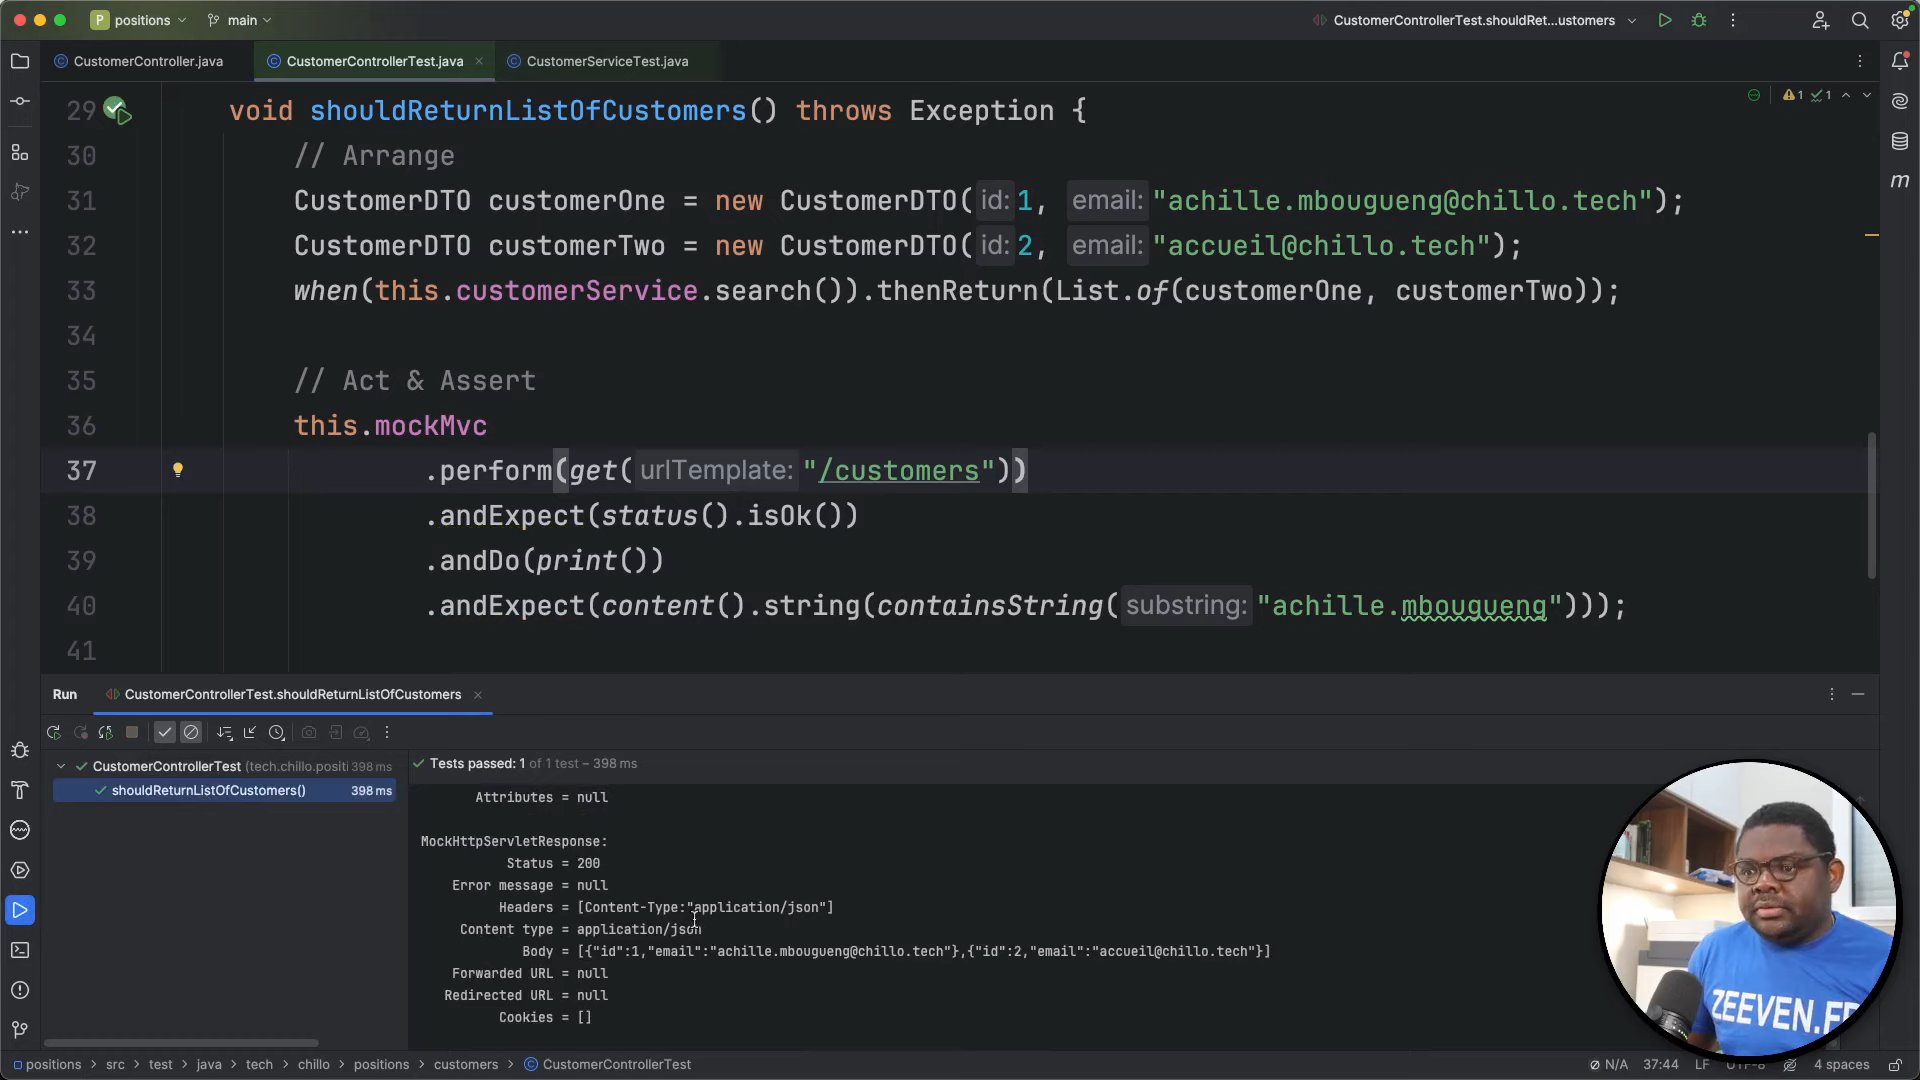 P positions main CustomerControllerTest.shouldRet...ustomers
CustomerController.java CustomerControllerTest.java CustomerServiceTest.java
29 void shouldReturnListOfCustomers() throws Exception { 1 1
30 // Arrange
31 CustomerDTO customerOne = new CustomerDTO( id: 1, email: "achille.mbougueng@chillo.tech");
32 CustomerDTO customerTwo = new CustomerDTO( id: 2, email: "accueil@chillo.tech");
33 when(this.customerService.search()).thenReturn(List.of(customerOne, customerTwo));
34
35 // Act & Assert
36 this.mockMvc
37 .perform(get( urlTemplate: "/customers"))
38 .andExpect(status().isOk())
39 .andDo(print())
40 .andExpect(content().string(containsString( substring: "achille.mbougueng")));
41
Run CustomerControllerTest.shouldReturnListOfCustomers
CustomerControllerTest (tech.chillo.positi 398 ms
shouldReturnListOfCustomers() 398 ms
Tests passed: 1 of 1 test – 398 ms
Attributes = null
MockHttpServletResponse:
Status = 200
Error message = null
Headers = [Content-Type:"application/json"]
Content type = application/json
Body = [{"id":1,"email":"achille.mbougueng@chillo.tech"},{"id":2,"email":"accueil@chillo.tech"}]
Forwarded URL = null
Redirected URL = null
Cookies = []
ZEEVEN.F
positions src test java tech chillo positions customers CustomerControllerTest N/A 37:44 LF UTF-8 4 spaces